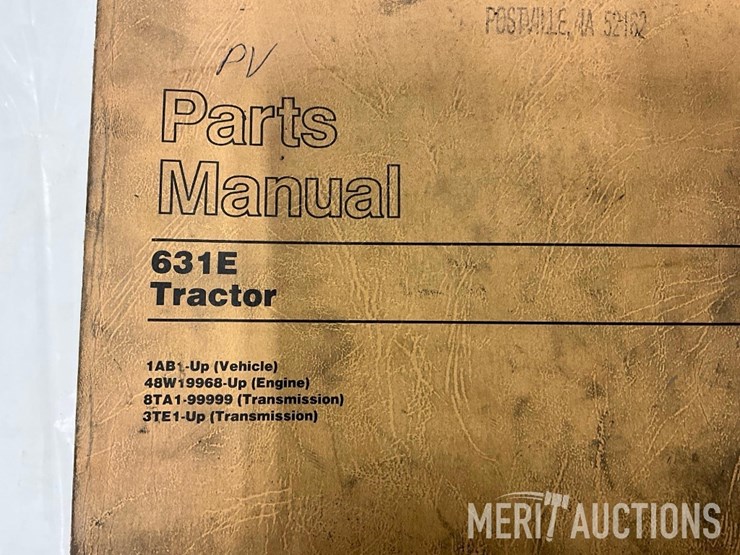 POSTVILLE, IA 52162
PV
Parts
Manual
631E
Tractor
1AB1-Up (Vehicle)
48W19968-Up (Engine)
8TA1-99999 (Transmission)
3TE1-Up (Transmission)
MERIT AUCTIONS